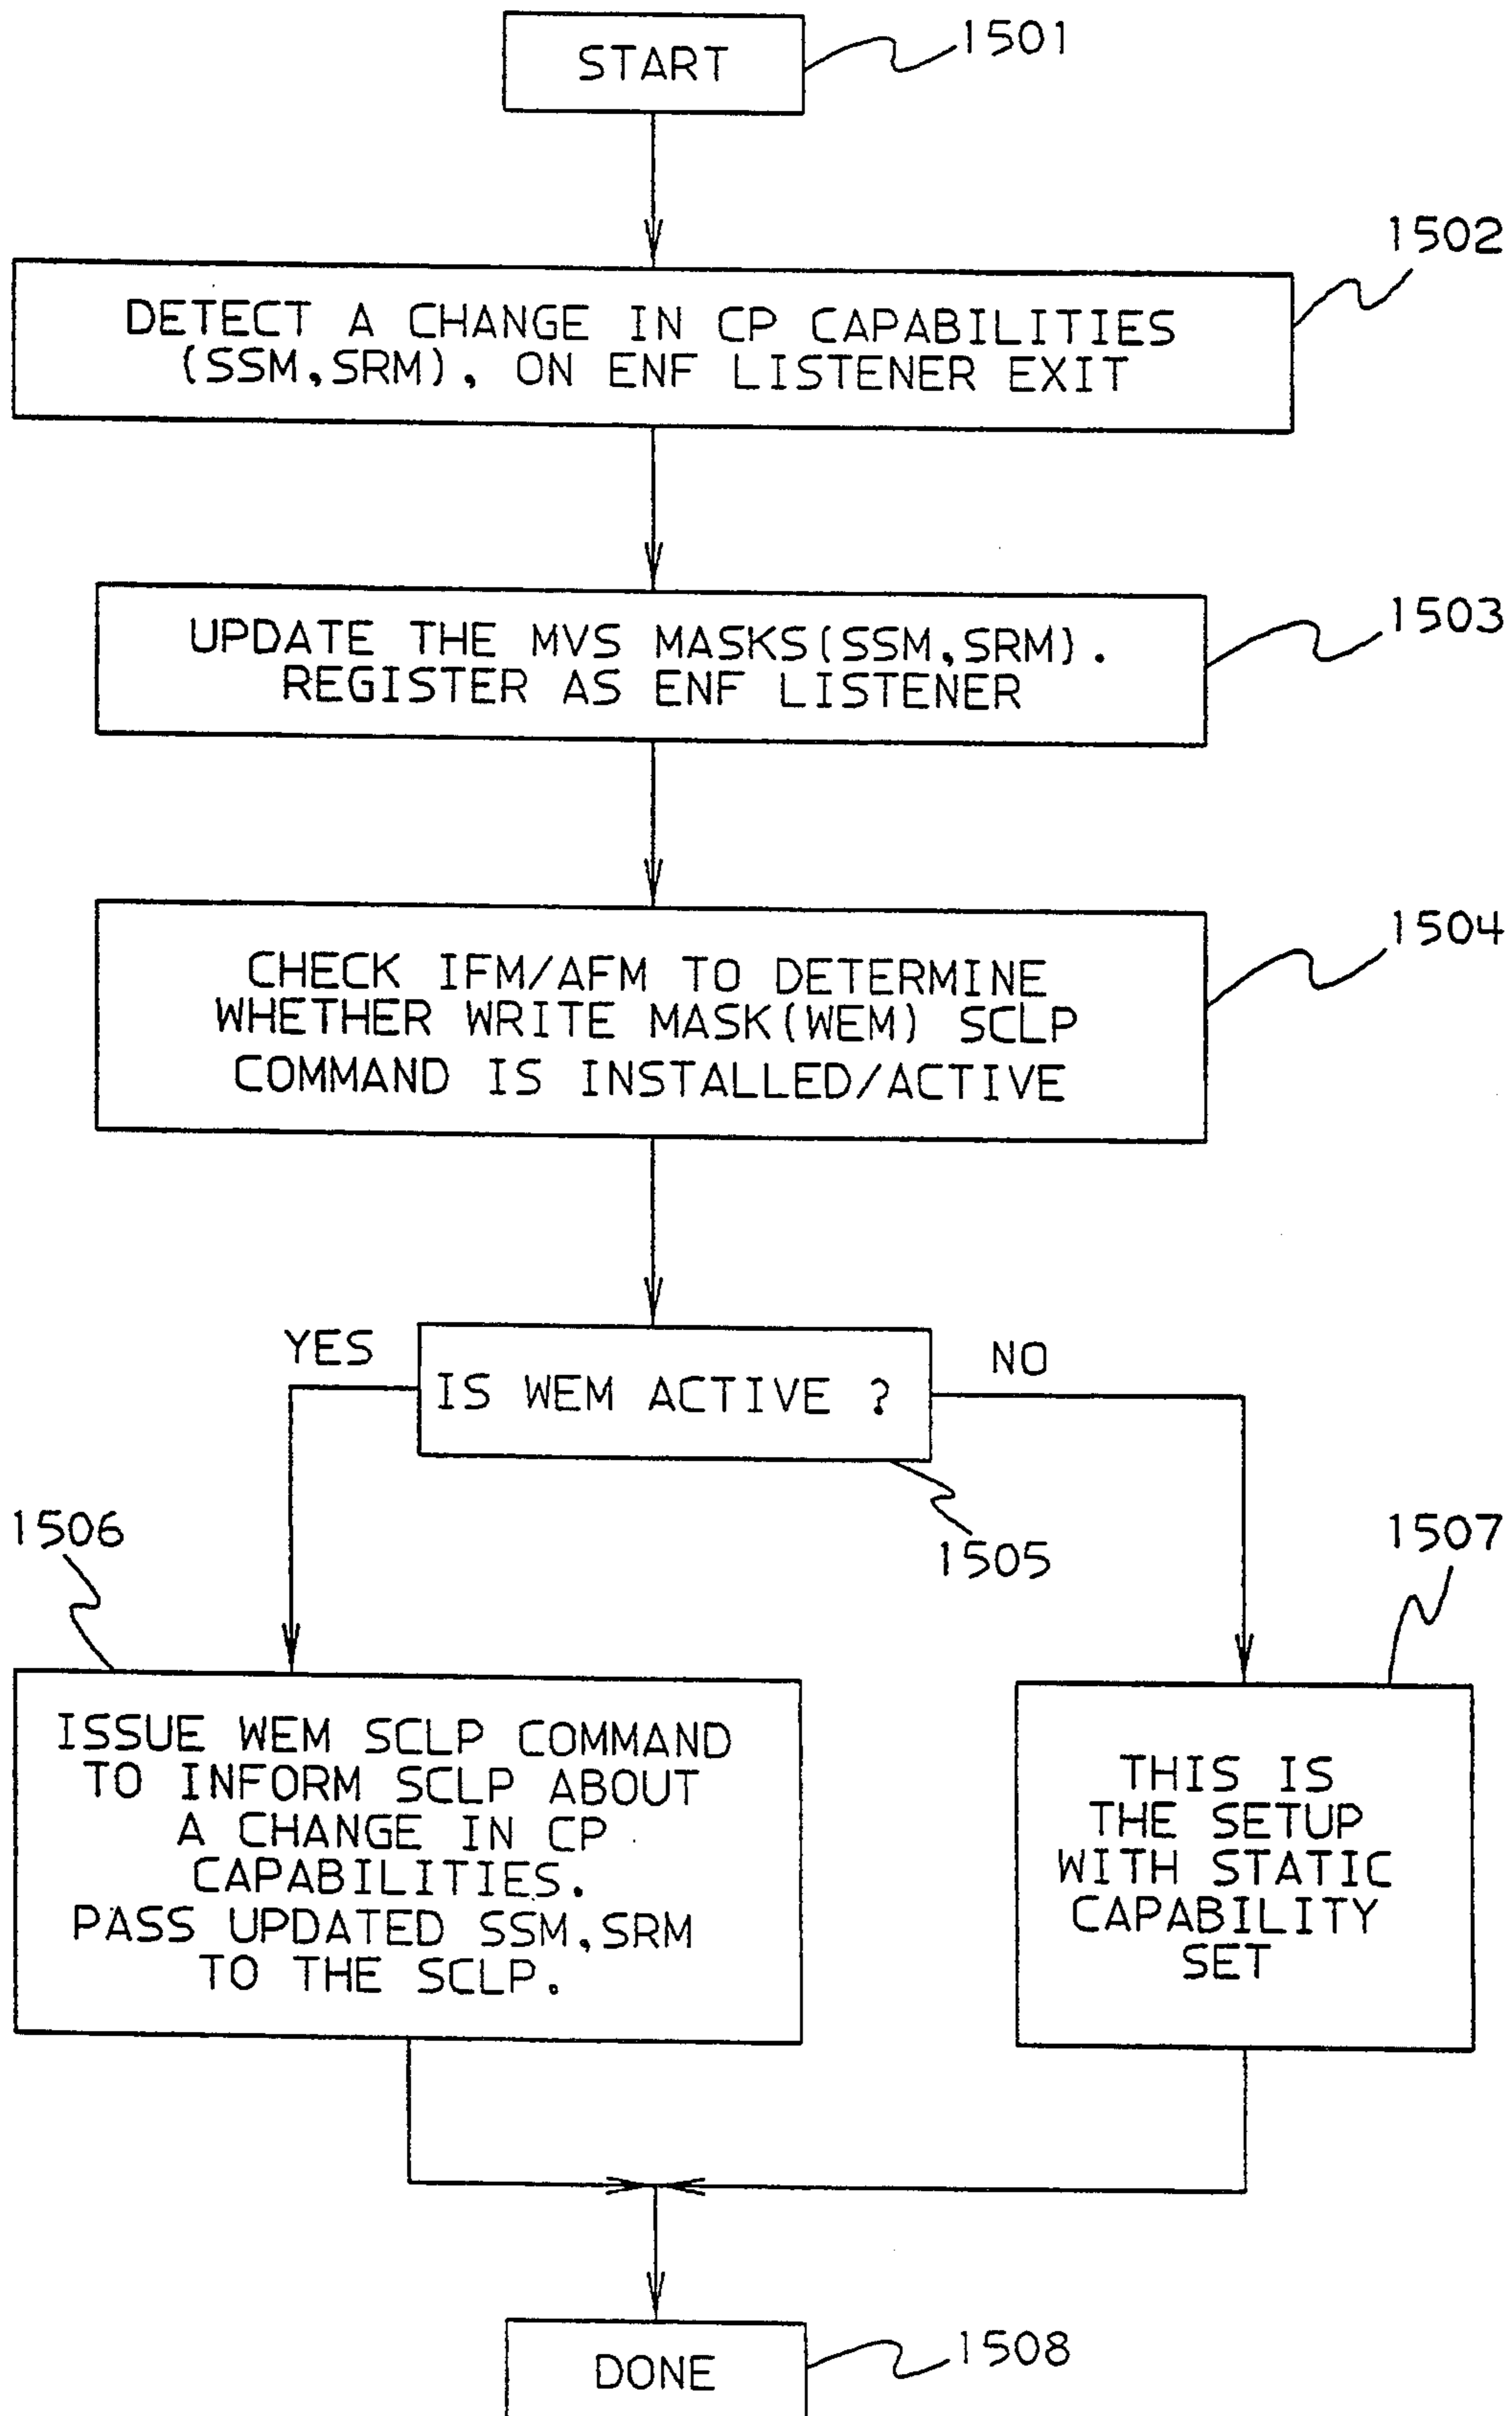 START
1501
1502
DETECT A CHANGE IN CP CAPABILITIES
(SSM,SRM), ON ENF LISTENER EXIT
1503
UPDATE THE MVS MASKS(SSM,SRM).
REGISTER AS ENF LISTENER
1504
CHECK IFM/AFM TO DETERMINE
WHETHER WRITE MASK(WEM) SCLP
COMMAND IS INSTALLED/ACTIVE
YES
IS WEM ACTIVE ?
NO
1505
1506
1507
ISSUE WEM SCLP COMMAND
TO INFORM SCLP ABOUT
A CHANGE IN CP
CAPABILITIES.
PASS UPDATED SSM,SRM
TO THE SCLP.
THIS IS
THE SETUP
WITH STATIC
CAPABILITY
SET
DONE
1508